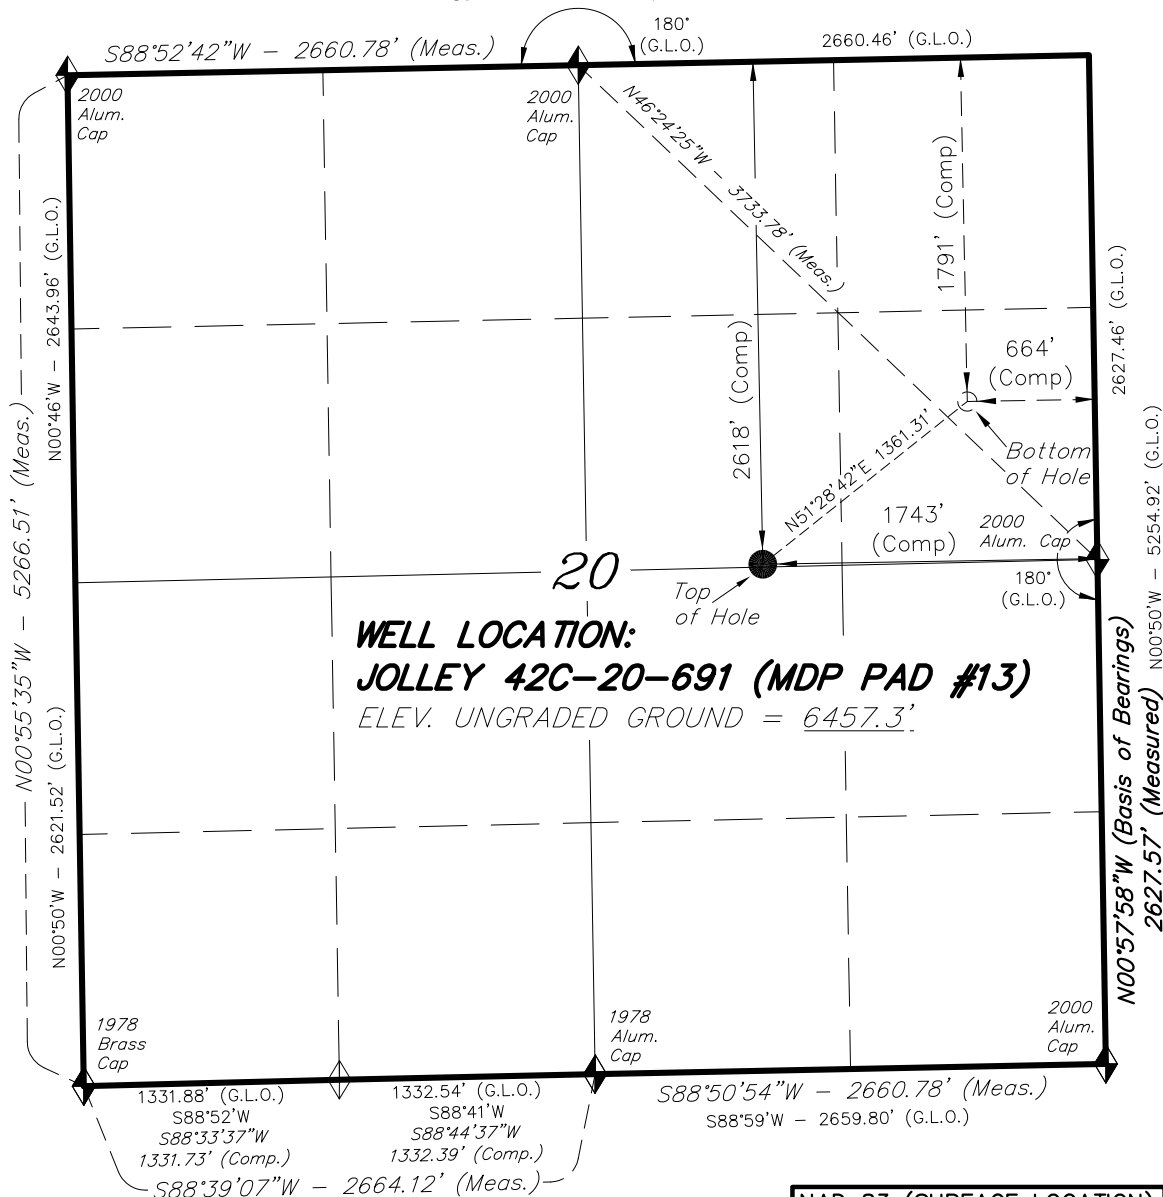 180°
(G.L.O.)
S88°52'42"W - 2660.78' (Meas.)
2660.46' (G.L.O.)
2000
Alum.
Cap
2000
Alum.
Cap
N46°24'25"W - 3733.78' (Meas.)
1791' (Comp)
N00°46'W - 2643.96' (G.L.O.)
2627.46' (G.L.O.)
2618' (Comp)
664'
(Comp)
N00°55'35"W - 5266.51' (Meas.)
Bottom
of Hole
N51°28'42"E 1361.31'
1743'
(Comp)
2000
Alum. Cap
N00°50'W - 5254.92' (G.L.O.)
20
Top
of Hole
180°
(G.L.O.)
WELL LOCATION:
JOLLEY 42C-20-691 (MDP PAD #13)
ELEV. UNGRADED GROUND = 6457.3'
N00°50'W - 2621.52' (G.L.O.)
N00°57'58"W (Basis of Bearings)
2627.57' (Measured)
1978
Brass
Cap
1978
Alum.
Cap
2000
Alum.
Cap
1331.88' (G.L.O.)
S88°52'W
S88°33'37"W
1331.73' (Comp.)
1332.54' (G.L.O.)
S88°41'W
S88°44'37"W
1332.39' (Comp.)
S88°50'54"W - 2660.78' (Meas.)
S88°59'W - 2659.80' (G.L.O.)
S88°39'07"W - 2664.12' (Meas.)